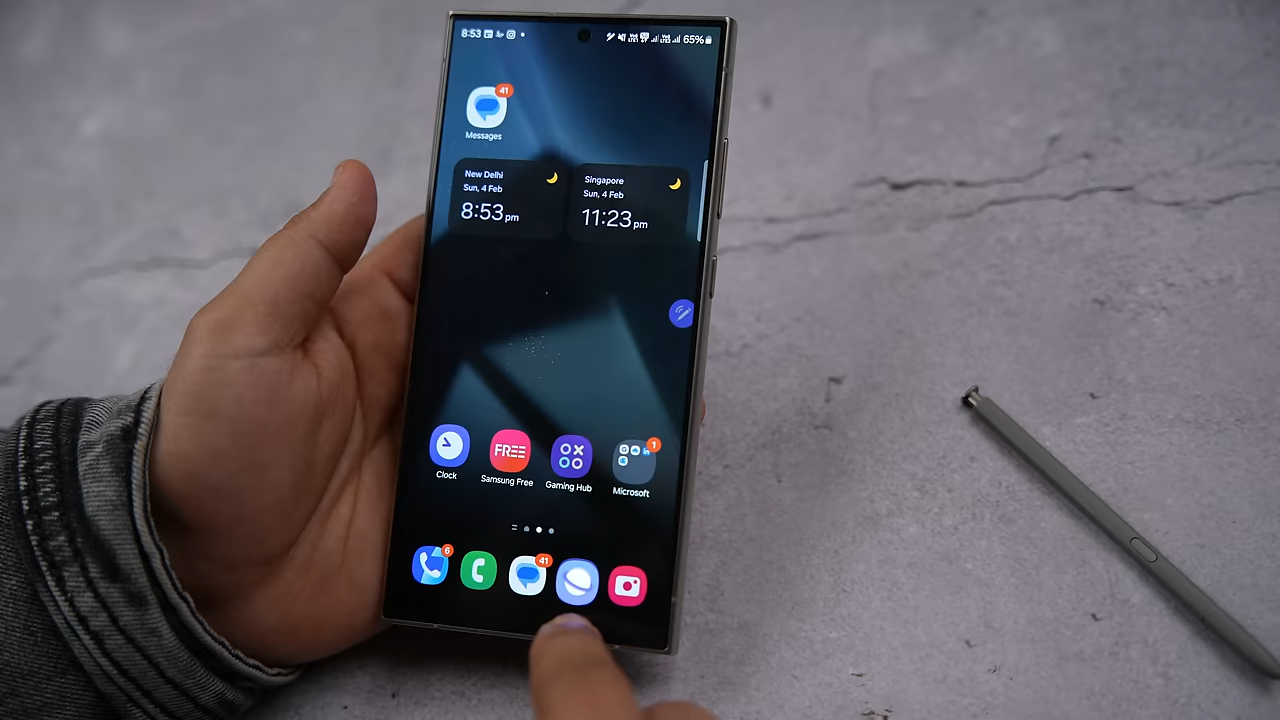 8:53
65%
41
Messages
New Delhi
Sun, 4 Feb
8:53 pm
Singapore
Sun, 4 Feb
11:23 pm
FREE
1
Clock
Samsung Free
Gaming Hub
Microsoft
6
41